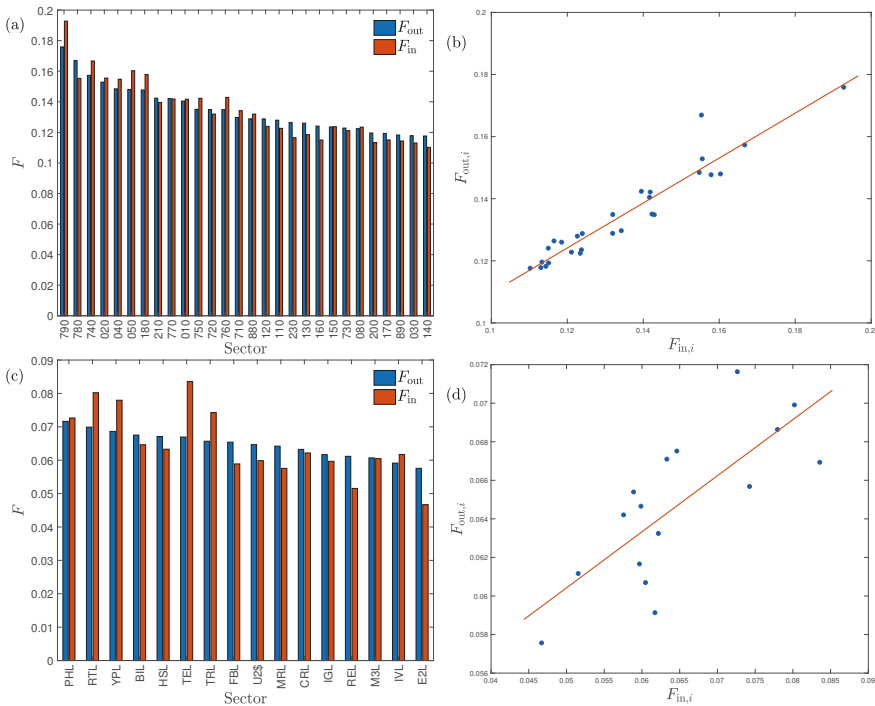 (a)
F_out
F_in
F
0.2
0.18
0.16
0.14
0.12
0.1
0.08
0.06
0.04
0.02
0
790 780 740 020 040 050 180 210 770 010 750 720 760 710 880 120 110 230 130 160 150 730 080 200 170 890 030 140
Sector
(b)
F_out,i
0.2
0.18
0.16
0.14
0.12
0.1
0.1 0.12 0.14 0.16 0.18 0.2
F_in,i
(c)
F_out
F_in
F
0.09
0.08
0.07
0.06
0.05
0.04
0.03
0.02
0.01
0
PHL RTL YPL BIL HSL TEL TRL FBL U2$ MRL CRL IGL REL M3L IVL E2L
Sector
(d)
F_out,i
0.072
0.07
0.068
0.066
0.064
0.062
0.06
0.058
0.056
0.04 0.045 0.05 0.055 0.06 0.065 0.07 0.075 0.08 0.085 0.09
F_in,i